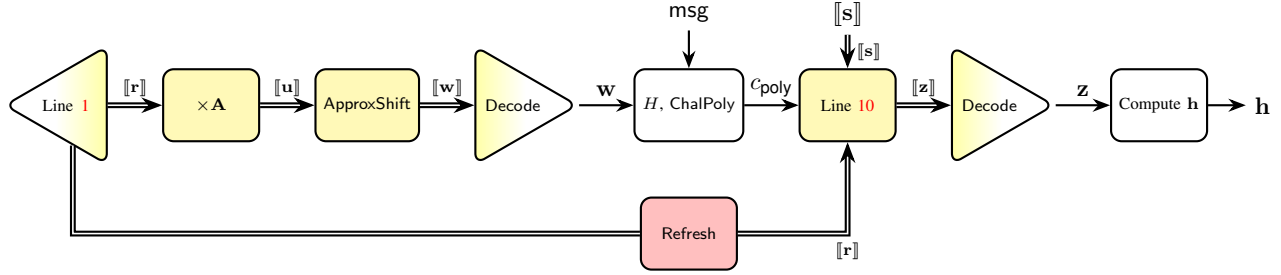 msg
⟦s⟧
⟦s⟧
Line 1
⟦r⟧
× A
⟦u⟧
ApproxShift
⟦w⟧
Decode
w
H, ChalPoly
c_poly
Line 10
⟦z⟧
Decode
z
Compute h
h
Refresh
⟦r⟧